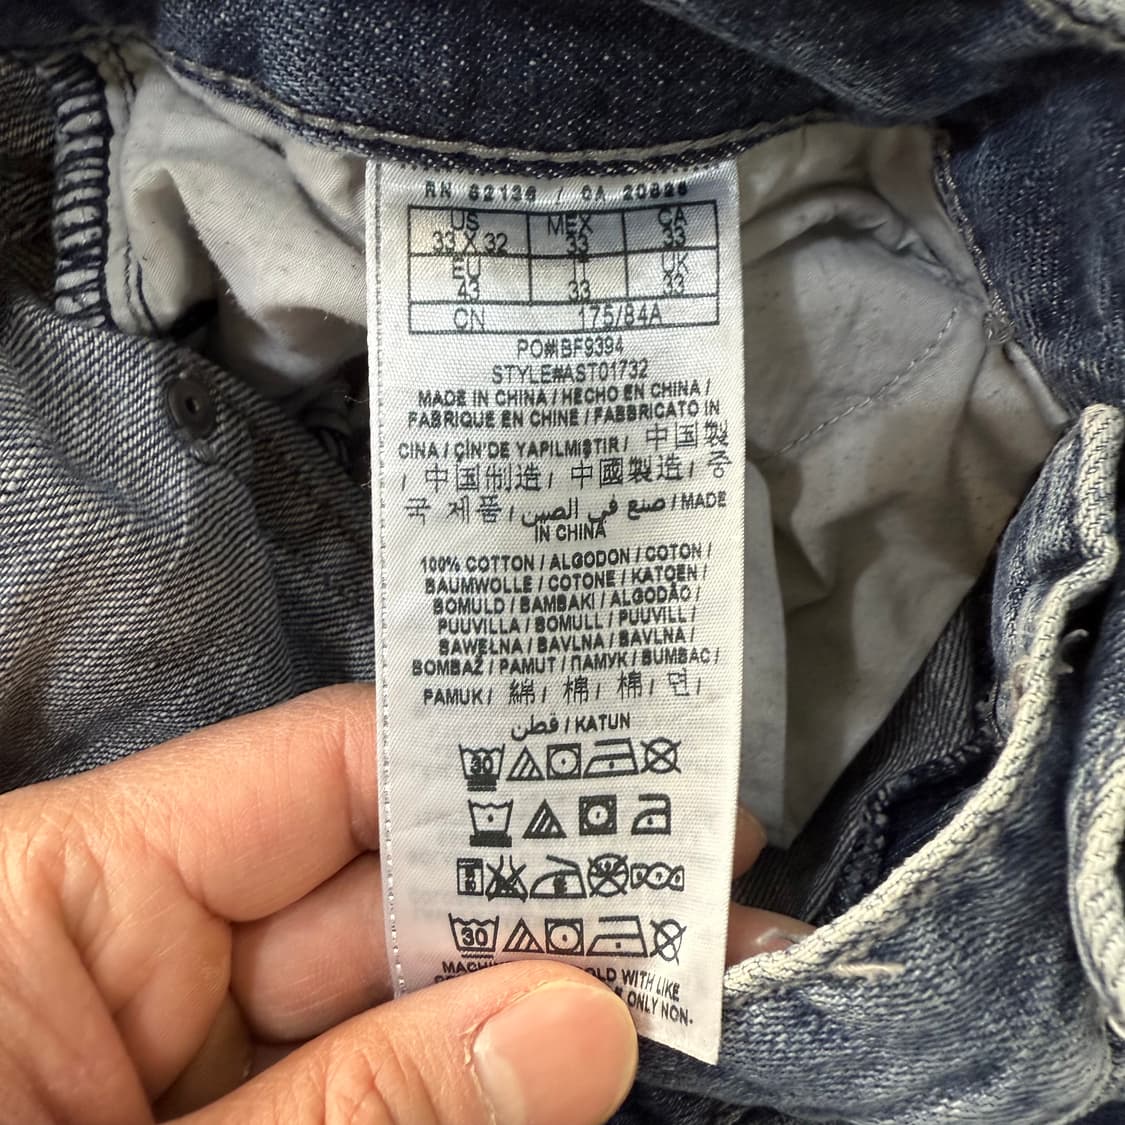 RN 62136 / CA 20826
US MEX CA
33 X 32 33 33
EU IT UK
43 33 33
CN 175/84A
PO#BF9394
STYLE#AST01732
MADE IN CHINA / HECHO EN CHINA /
FABRIQUE EN CHINE / FABBRICATO IN
CINA / ÇİN'DE YAPILMIŞTIR / 中国製
/ 中国制造 / 中國製造 / 중
국 제품 / صنع في الصين / MADE
IN CHINA
100% COTTON / ALGODON / COTON /
BAUMWOLLE / COTONE / KATOEN /
BOMULD / BAMBAKI / ALGODÃO /
PUUVILLA / BOMULL / PUUVILL /
BAWEŁNA / BAVLNA / BAVLNA /
BOMBAŽ / PAMUT / ПАМУК / BUMBAC /
PAMUK / 綿 / 棉 / 棉 / 면 /
قطن / KATUN
30
30
OLD WITH LIKE
ONLY NON-